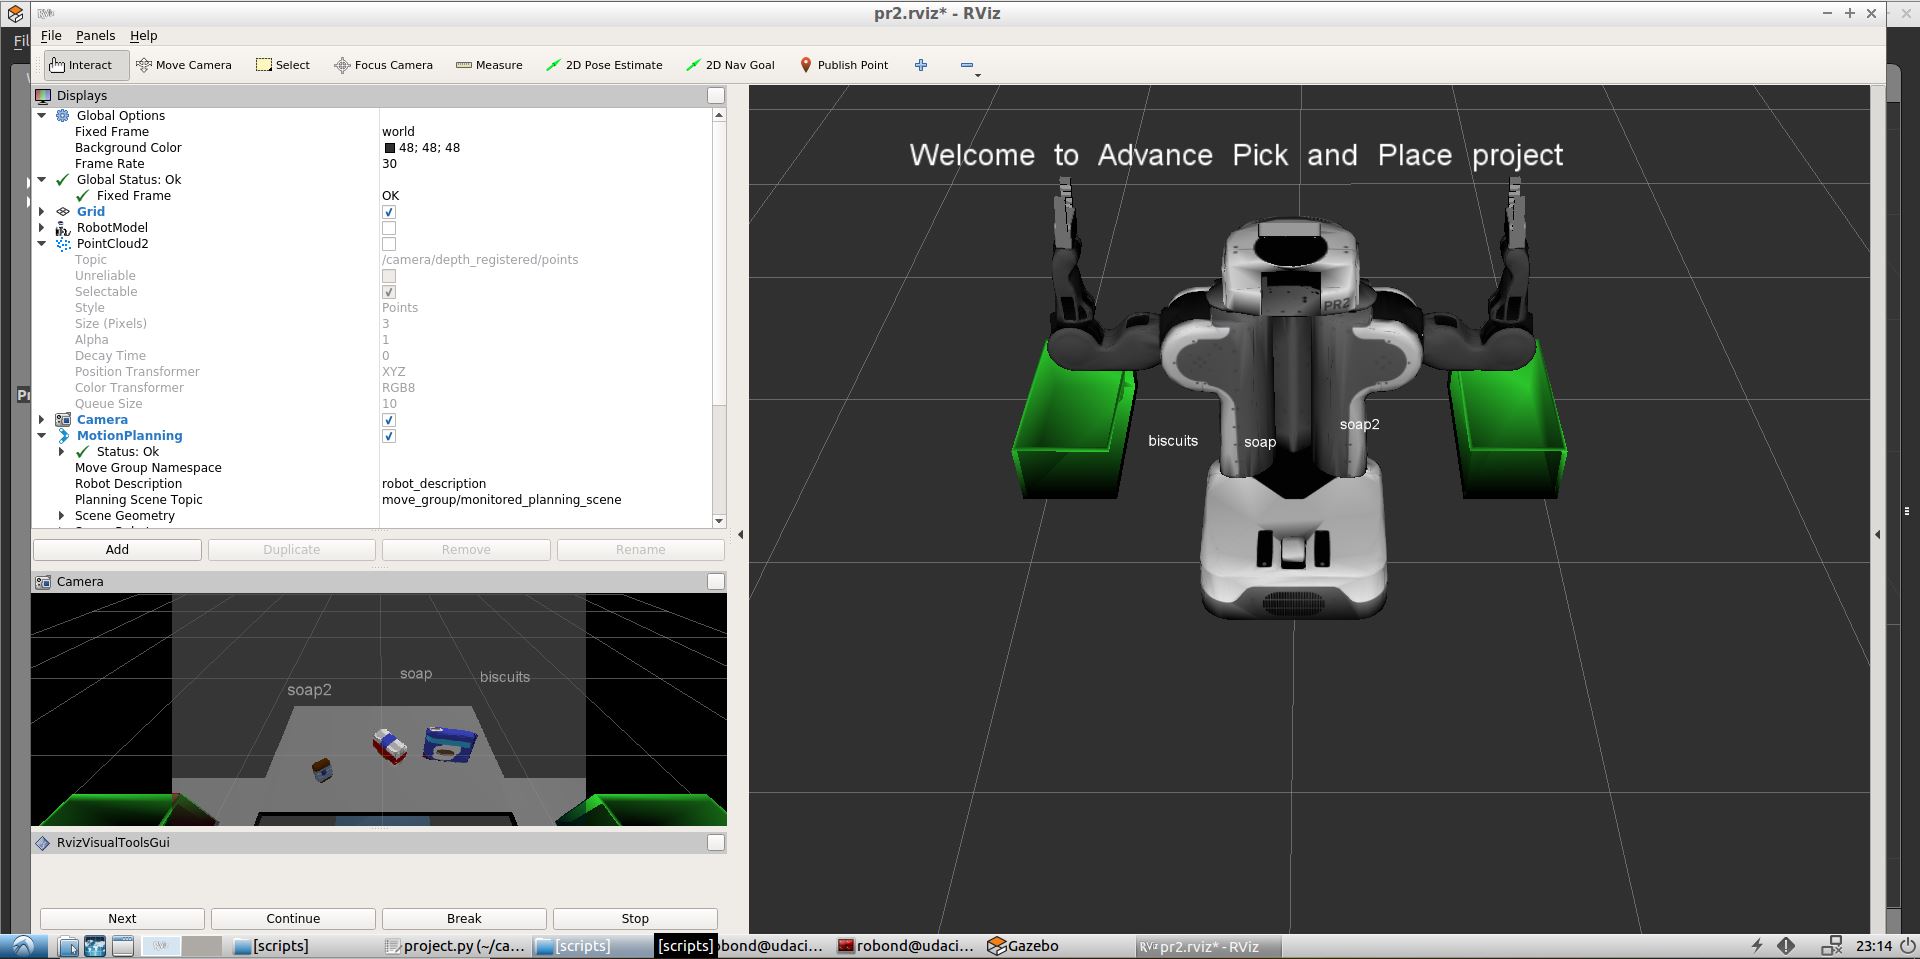 pr2.rviz* - RViz
Fil
File Panels Help
Interact Move Camera Select Focus Camera Measure 2D Pose Estimate 2D Nav Goal Publish Point
Displays
Global Options
Fixed Frame world
Background Color 48; 48; 48
Frame Rate 30
Global Status: Ok
Fixed Frame OK
Grid
RobotModel
PointCloud2
Topic /camera/depth_registered/points
Unreliable
Selectable
Style Points
Size (Pixels) 3
Alpha 1
Decay Time 0
Position Transformer XYZ
Color Transformer RGB8
Queue Size 10
Camera
MotionPlanning
Status: Ok
Move Group Namespace
Robot Description robot_description
Planning Scene Topic move_group/monitored_planning_scene
Scene Geometry
Add Duplicate Remove Rename
Camera
soap2 soap biscuits
RvizVisualToolsGui
Next Continue Break Stop
Welcome to Advance Pick and Place project
PR2
biscuits soap soap2
[scripts] project.py (~/ca... [scripts] [scripts] bond@udaci... robond@udaci... Gazebo pr2.rviz* - RViz 23:14